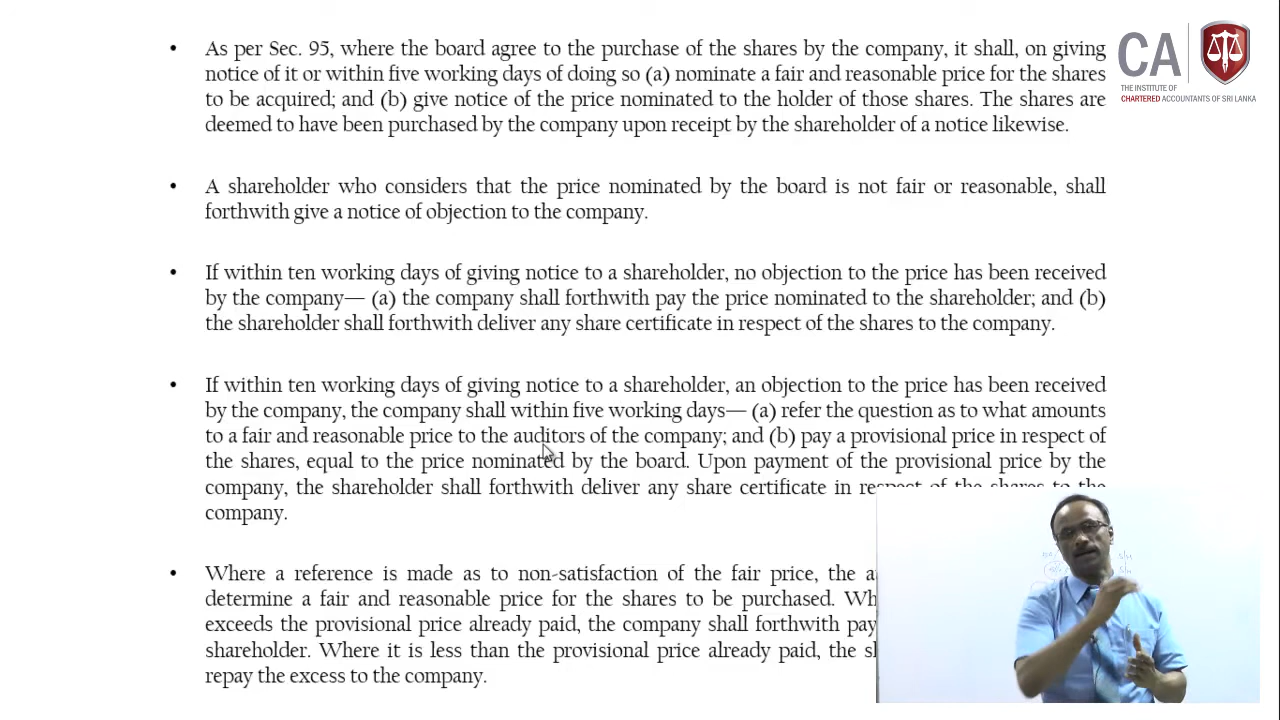 • As per Sec. 95, where the board agree to the purchase of the shares by the company, it shall, on giving
notice of it or within five working days of doing so (a) nominate a fair and reasonable price for the shares
to be acquired; and (b) give notice of the price nominated to the holder of those shares. The shares are
deemed to have been purchased by the company upon receipt by the shareholder of a notice likewise.
CA
THE INSTITUTE OF
CHARTERED ACCOUNTANTS OF SRI LANKA
• A shareholder who considers that the price nominated by the board is not fair or reasonable, shall
forthwith give a notice of objection to the company.
• If within ten working days of giving notice to a shareholder, no objection to the price has been received
by the company— (a) the company shall forthwith pay the price nominated to the shareholder; and (b)
the shareholder shall forthwith deliver any share certificate in respect of the shares to the company.
• If within ten working days of giving notice to a shareholder, an objection to the price has been received
by the company, the company shall within five working days— (a) refer the question as to what amounts
to a fair and reasonable price to the auditors of the company; and (b) pay a provisional price in respect of
the shares, equal to the price nominated by the board. Upon payment of the provisional price by the
company, the shareholder shall forthwith deliver any share certificate in respect of the shares to the
company.
• Where a reference is made as to non-satisfaction of the fair price, the
determine a fair and reasonable price for the shares to be purchased.
exceeds the provisional price already paid, the company shall forthwith pay
shareholder. Where it is less than the provisional price already paid, the
repay the excess to the company.